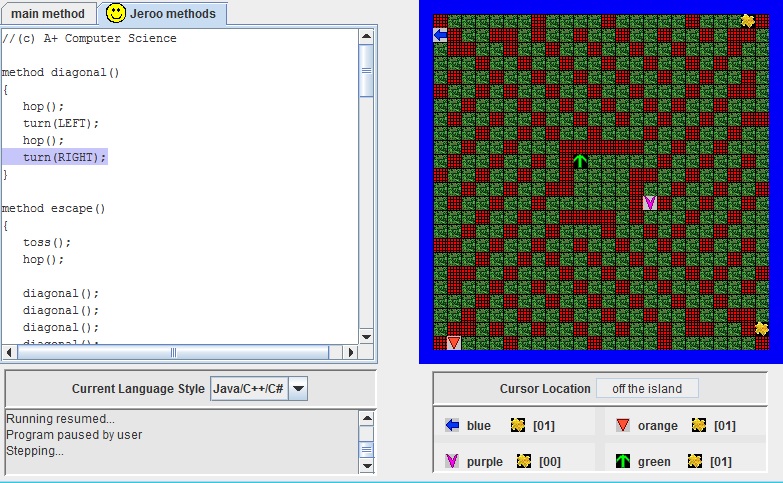 main method
Jeroo methods
//(c) A+ Computer Science
method diagonal()
{
hop();
turn(LEFT);
hop();
turn(RIGHT);
}
method escape()
{
toss();
hop();
diagonal();
diagonal();
diagonal();
diagonal();
Current Language Style Java/C++/C#
Running resumed...
Program paused by user
Stepping...
Cursor Location off the island
blue [01] orange [01]
purple [00] green [01]